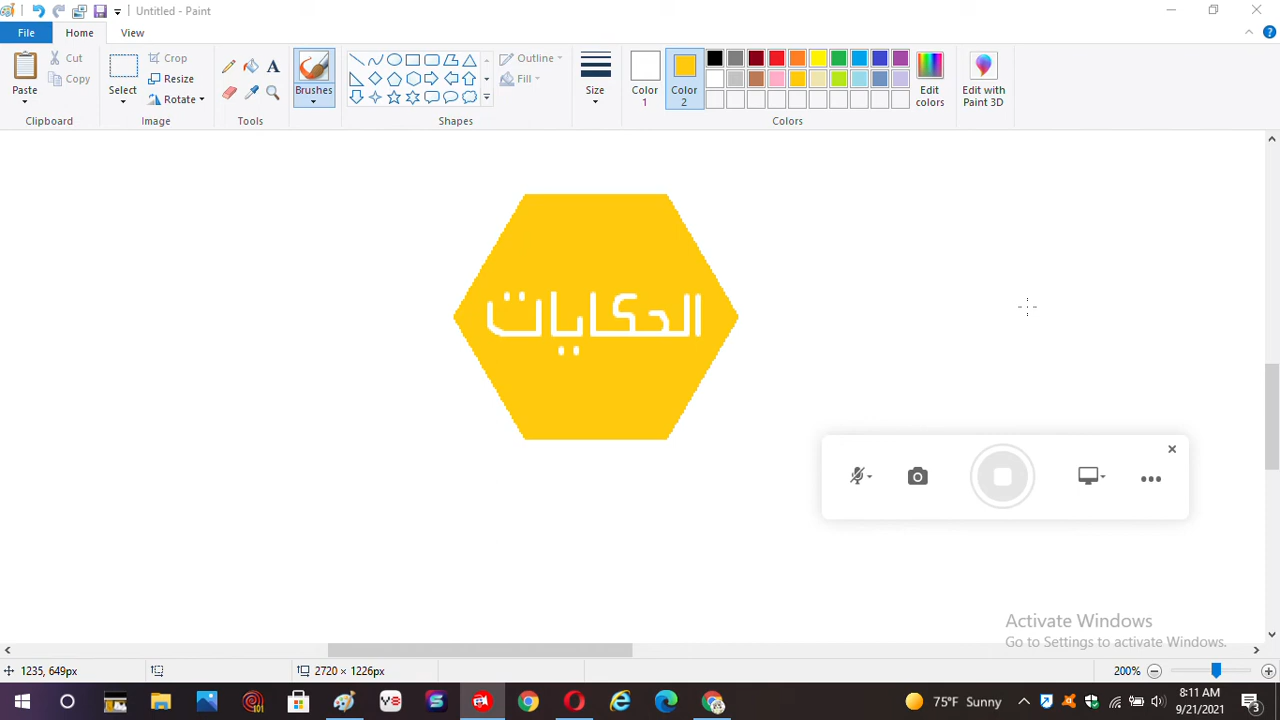 Untitled - Paint
File
Home
View
Paste
Cut
Copy
Clipboard
Select
Crop
Resize
Rotate
Image
Tools
Brushes
Shapes
Outline
Fill
Size
Color 1
Color 2
Edit colors
Colors
Edit with Paint 3D
الحكايات
Activate Windows
Go to Settings to activate Windows.
1235, 649px
2720 × 1226px
200%
75°F Sunny
8:11 AM
9/21/2021
3